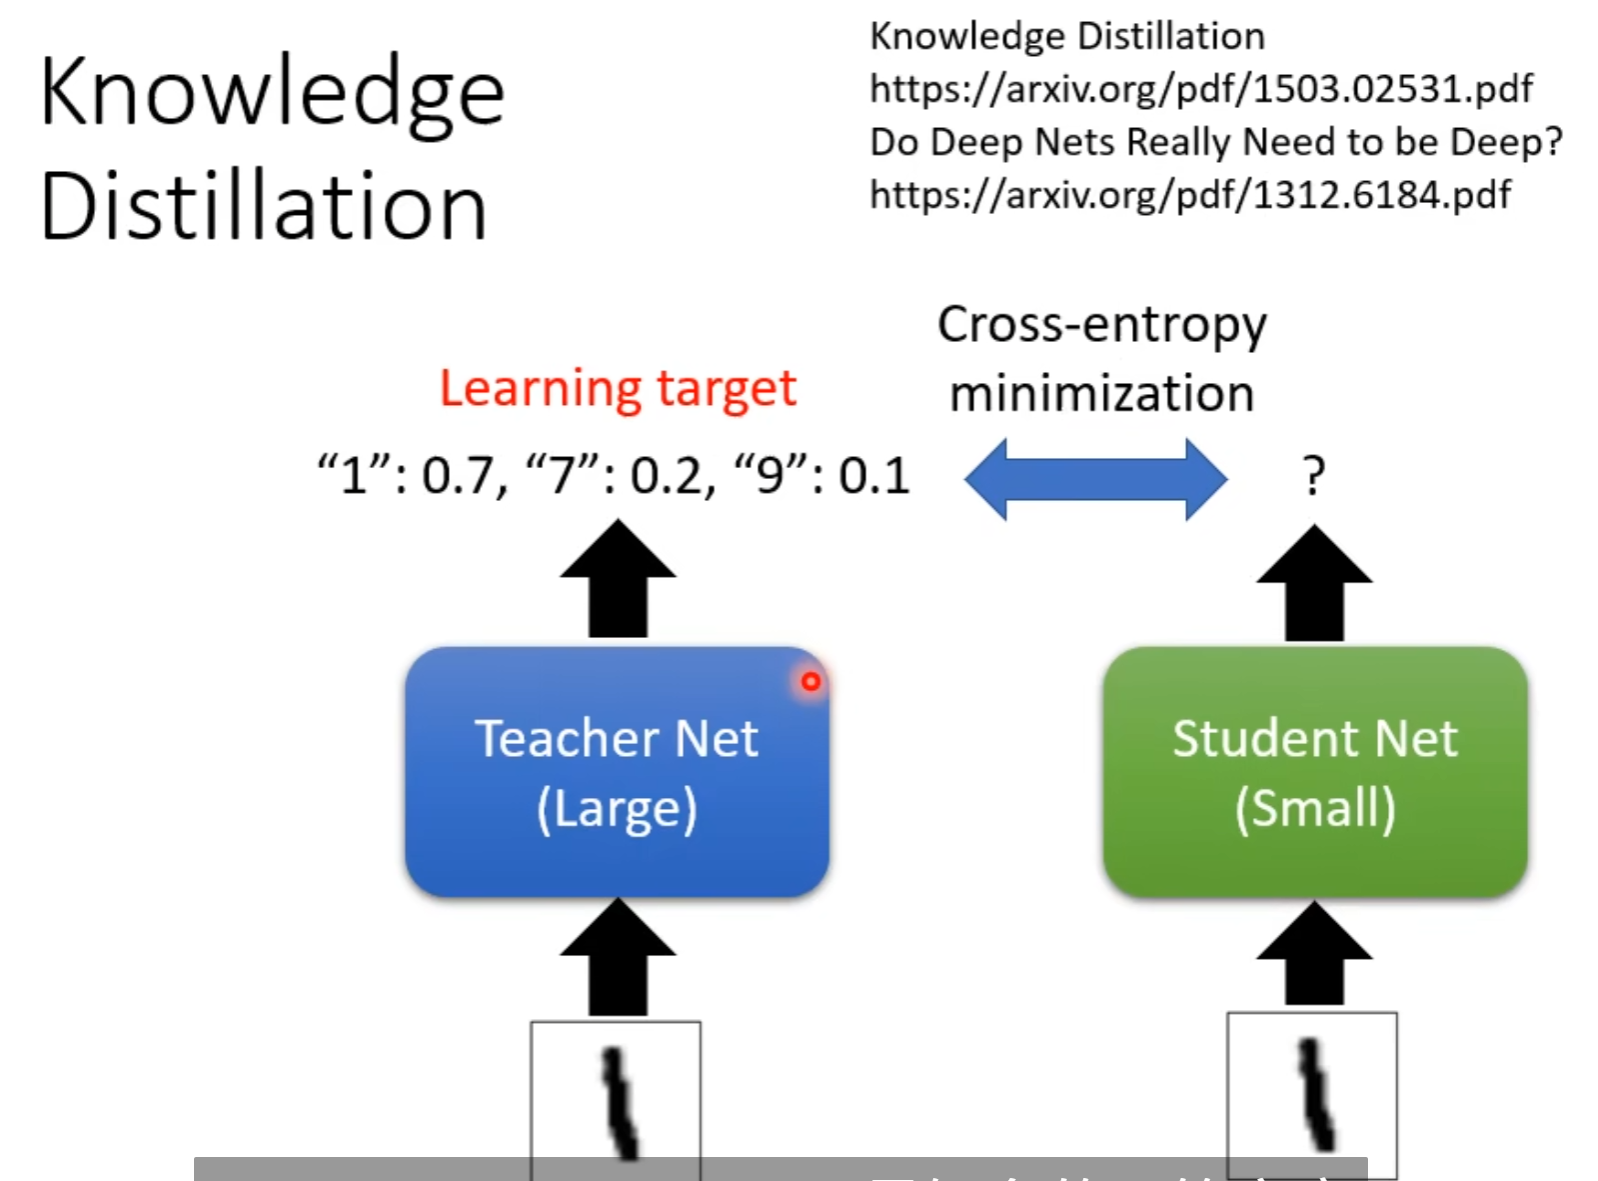 Knowledge
Distillation
Knowledge Distillation
https://arxiv.org/pdf/1503.02531.pdf
Do Deep Nets Really Need to be Deep?
https://arxiv.org/pdf/1312.6184.pdf
Cross-entropy
minimization
Learning target
“1”: 0.7, “7”: 0.2, “9”: 0.1
?
Teacher Net
(Large)
Student Net
(Small)